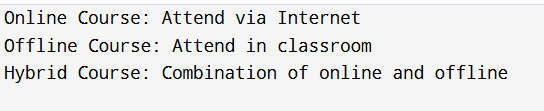 Online Course: Attend via Internet
Offline Course: Attend in classroom
Hybrid Course: Combination of online and offline